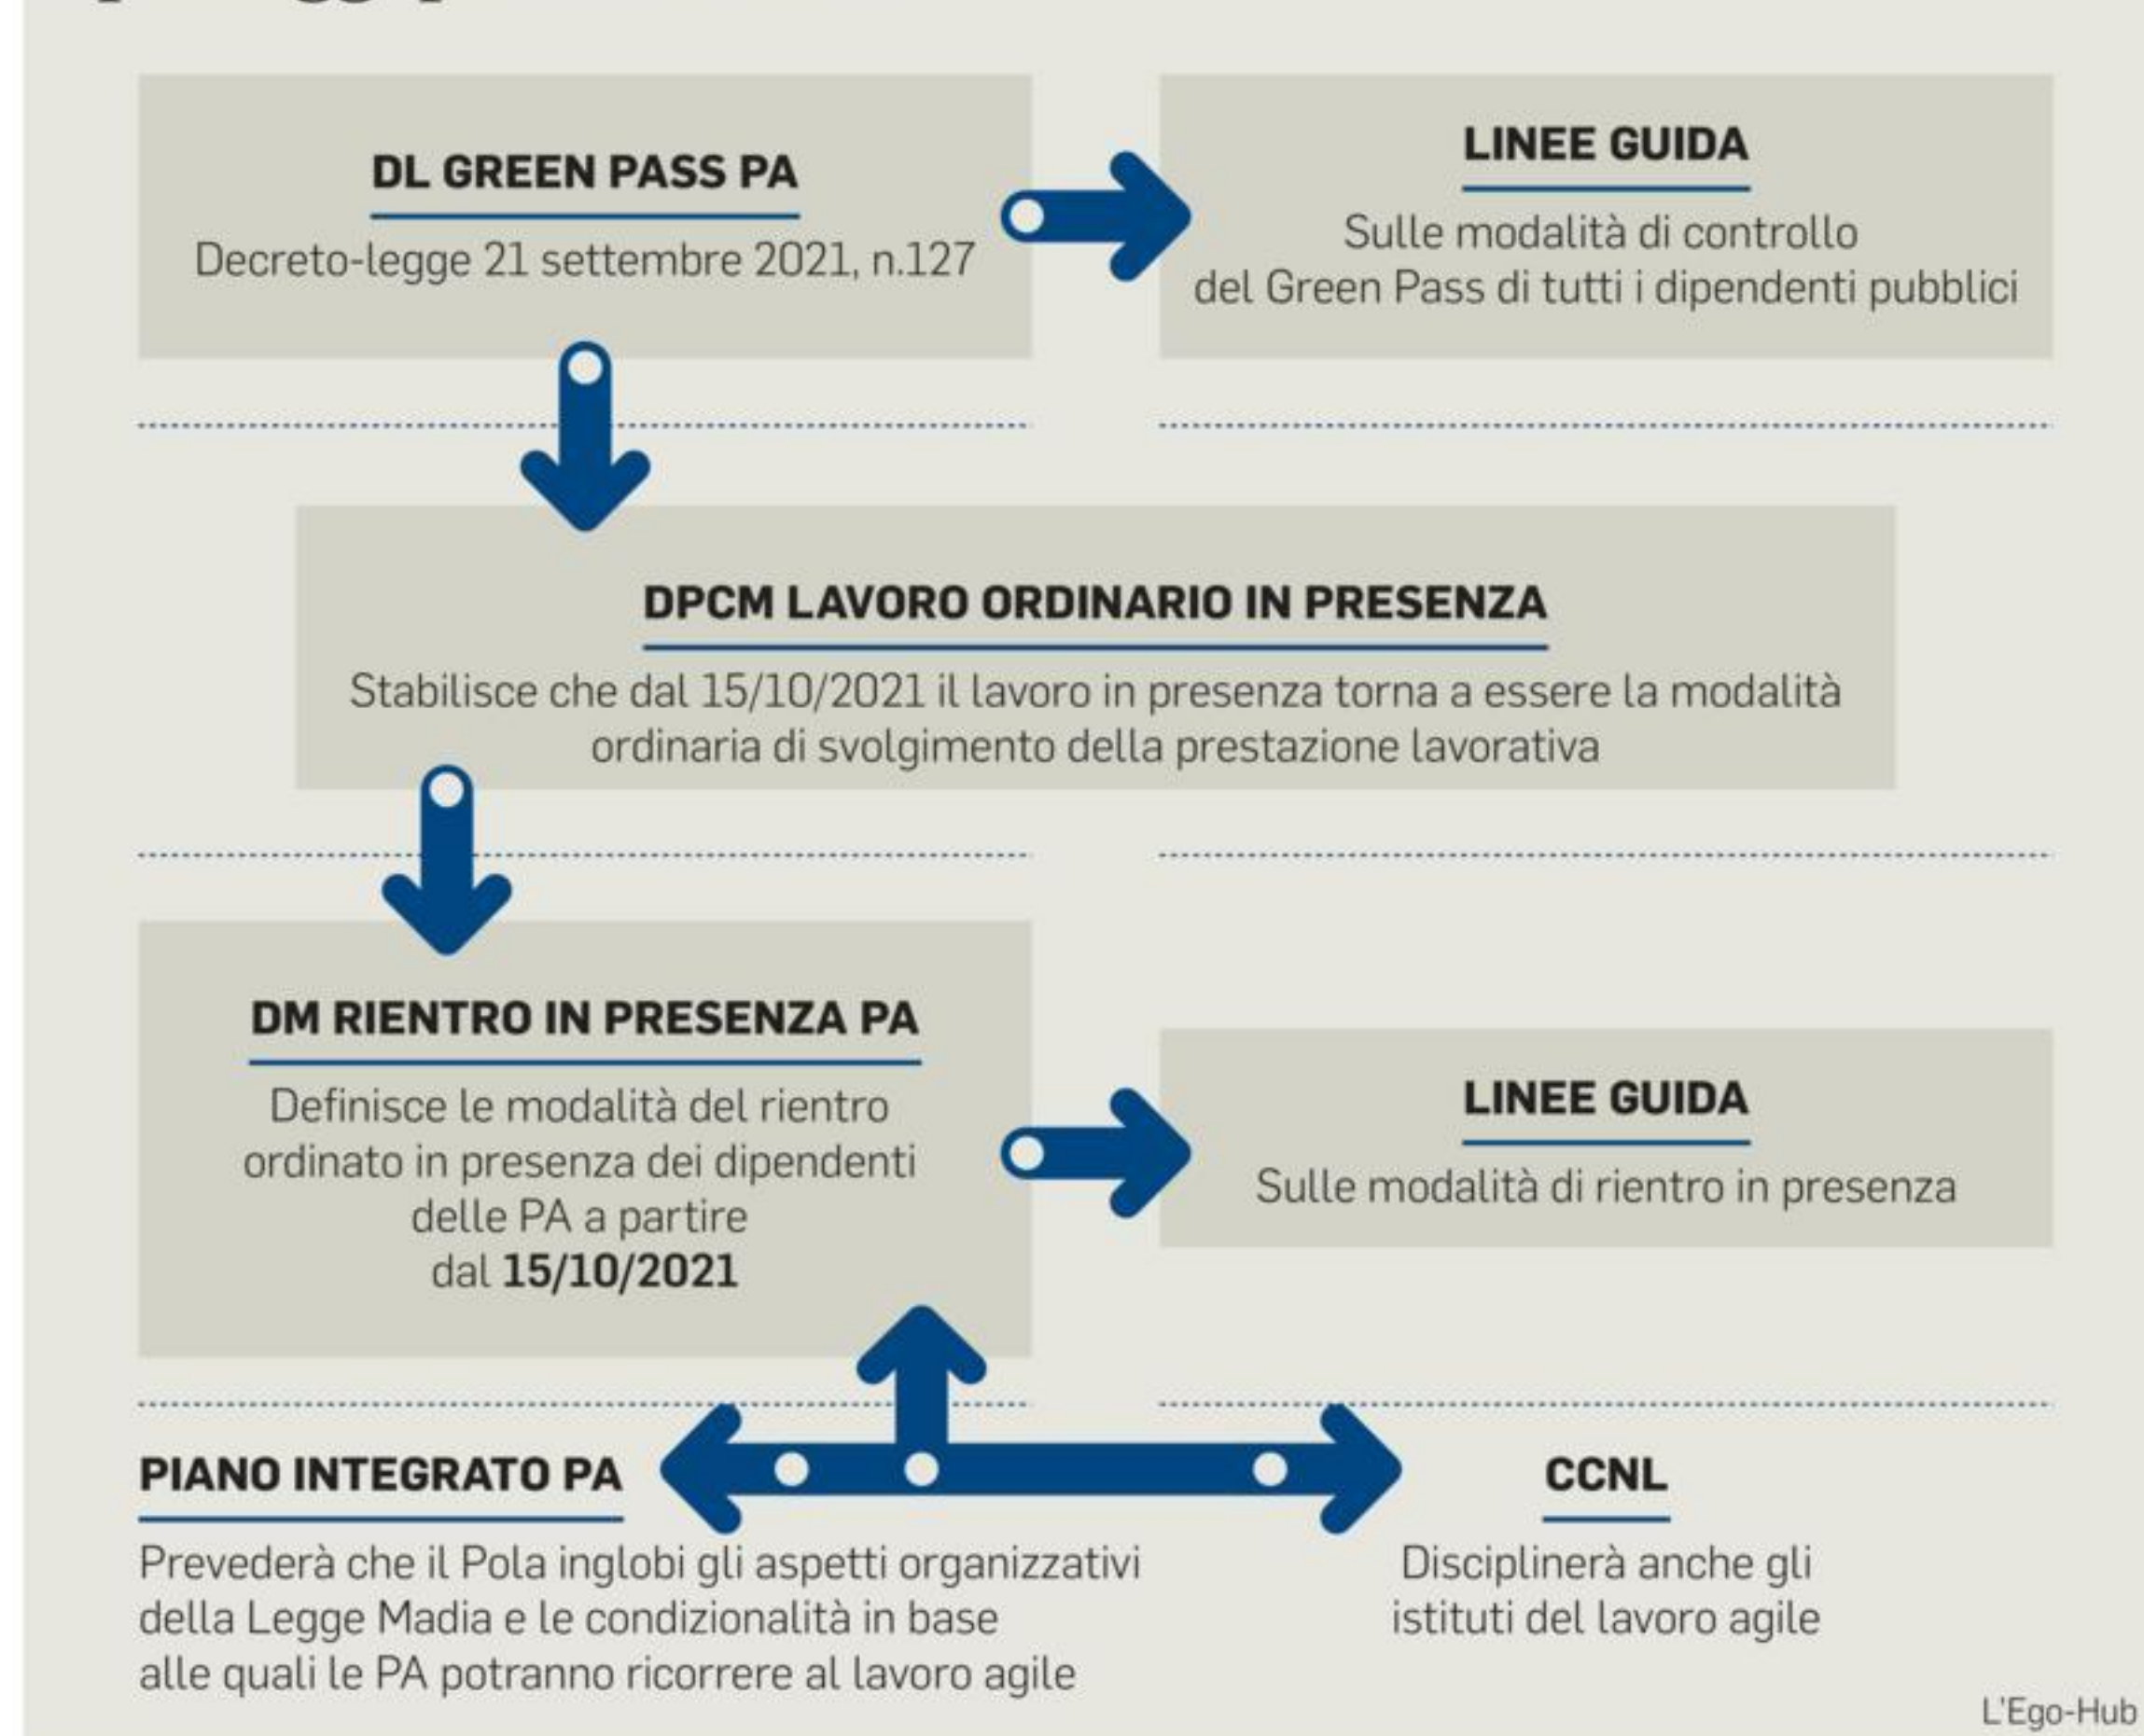 DL GREEN PASS PA
Decreto-legge 21 settembre 2021, n.127
LINEE GUIDA
Sulle modalità di controllo
del Green Pass di tutti i dipendenti pubblici
DPCM LAVORO ORDINARIO IN PRESENZA
Stabilisce che dal 15/10/2021 il lavoro in presenza torna a essere la modalità
ordinaria di svolgimento della prestazione lavorativa
DM RIENTRO IN PRESENZA PA
Definisce le modalità del rientro
ordinato in presenza dei dipendenti
delle PA a partire
dal 15/10/2021
LINEE GUIDA
Sulle modalità di rientro in presenza
PIANO INTEGRATO PA
Prevederà che il Pola inglobi gli aspetti organizzativi
della Legge Madia e le condizionalità in base
alle quali le PA potranno ricorrere al lavoro agile
CCNL
Disciplinerà anche gli
istituti del lavoro agile
L'Ego-Hub